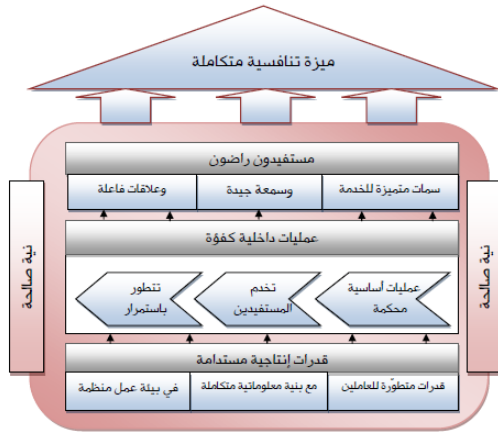 ميزة تنافسية متكاملة
مستفيدون راضون
سمات متميزة للخدمة
وسمعة جيدة
وعلاقات فاعلة
نية صالحة
نية صالحة
عمليات داخلية كفؤة
عمليات أساسية
محكمة
تخدم
المستفيدين
تتطور
باستمرار
قدرات إنتاجية مستدامة
قدرات متطوّرة للعاملين
مع بنية معلوماتية متكاملة
في بيئة عمل منظمة